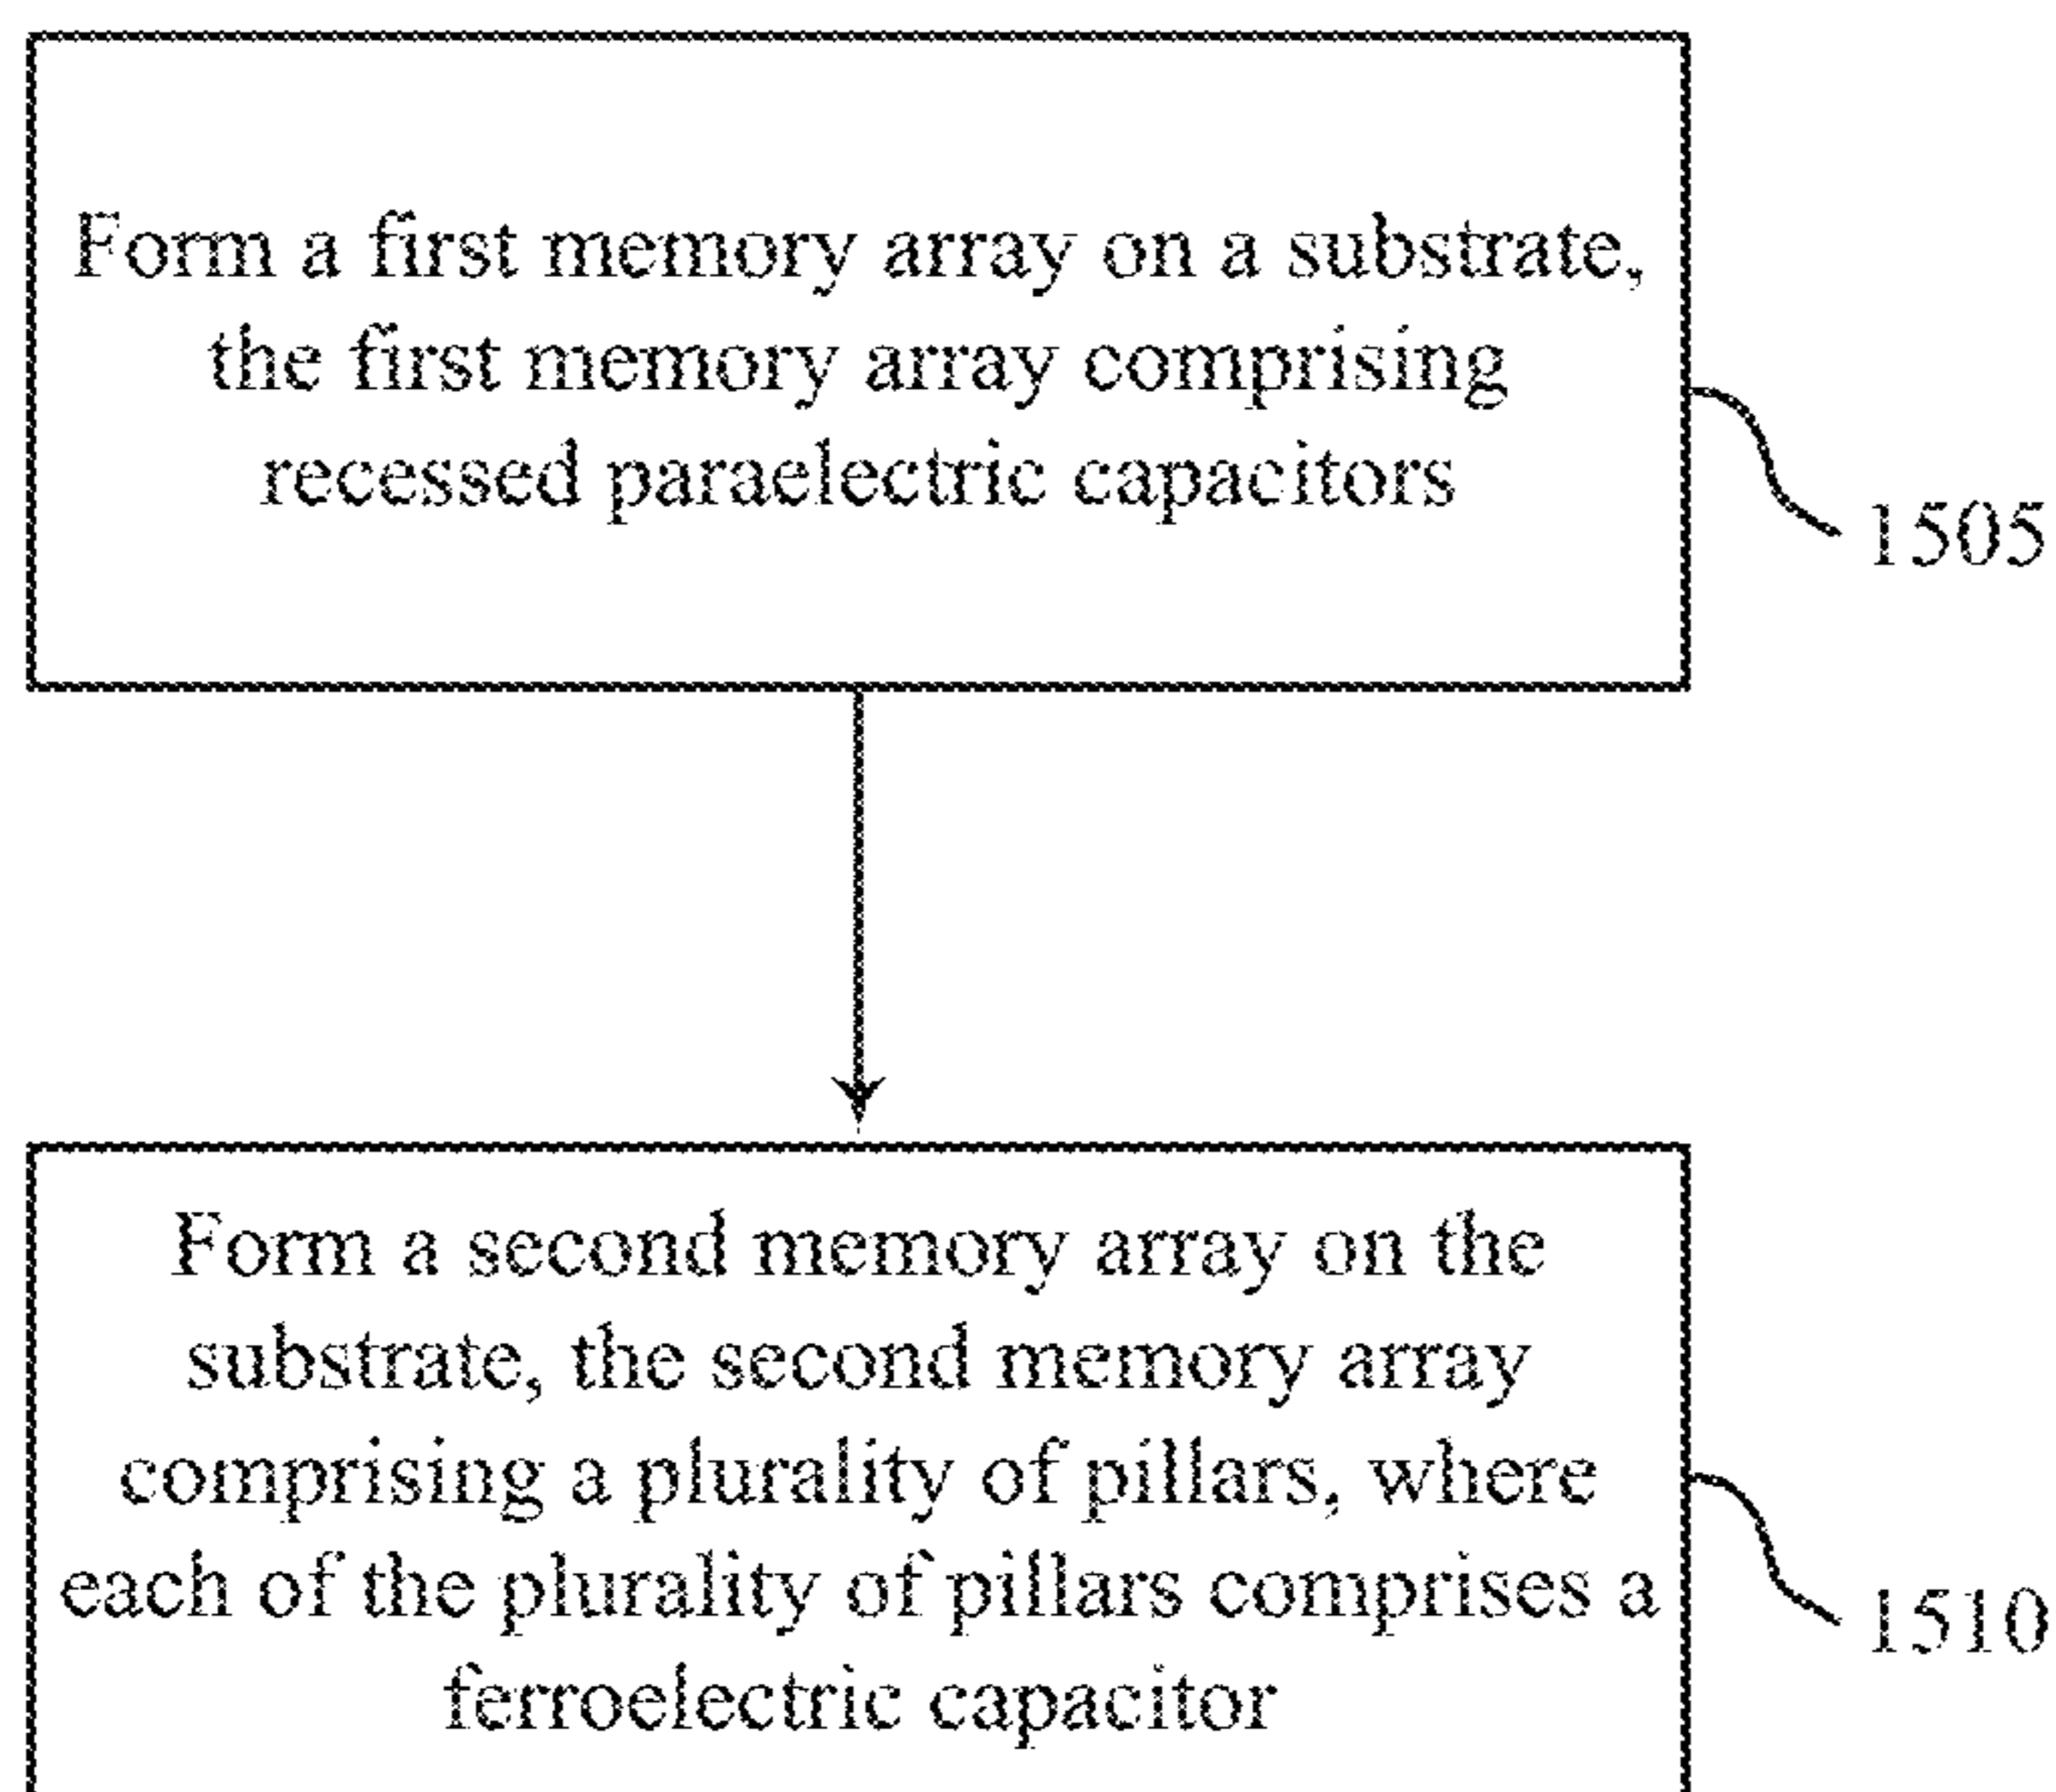 Form a first memory array on a substrate,
the first memory array comprising
recessed paraelectric capacitors
1505
Form a second memory array on the
substrate, the second memory array
comprising a plurality of pillars, where
each of the plurality of pillars comprises a
ferroelectric capacitor
1510